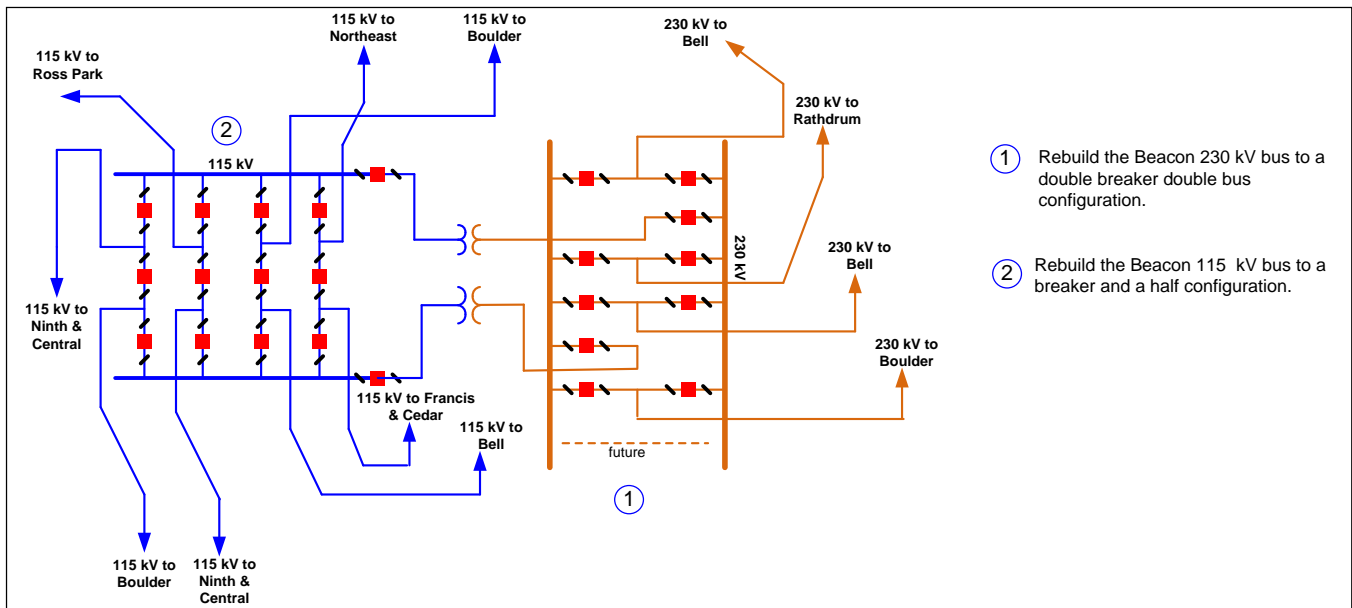 115 kV to
Northeast
115 kV to
Boulder
230 kV to
Bell
115 kV to
Ross Park
230 kV to
Rathdrum
2
115 kV
1
Rebuild the Beacon 230 kV bus to a
double breaker double bus
configuration.
230 kV
230 kV to
Bell
2
Rebuild the Beacon 115 kV bus to a
breaker and a half configuration.
115 kV to
Ninth &
Central
230 kV to
Boulder
115 kV to Francis
& Cedar
115 kV to
Bell
future
1
115 kV to
Boulder
115 kV to
Ninth &
Central